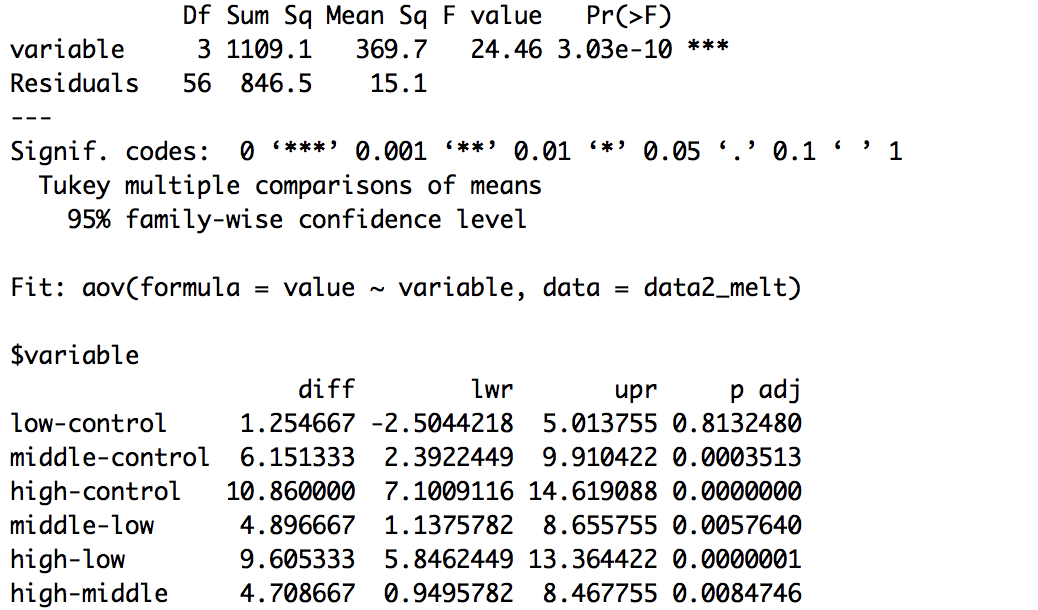 Df Sum Sq Mean Sq F value Pr(>F)
variable 3 1109.1 369.7 24.46 3.03e-10 ***
Residuals 56 846.5 15.1
---
Signif. codes: 0 ‘***’ 0.001 ‘**’ 0.01 ‘*’ 0.05 ‘.’ 0.1 ‘ ’ 1
Tukey multiple comparisons of means
95% family-wise confidence level
Fit: aov(formula = value ~ variable, data = data2_melt)
$variable
diff lwr upr p adj
low-control 1.254667 -2.5044218 5.013755 0.8132480
middle-control 6.151333 2.3922449 9.910422 0.0003513
high-control 10.860000 7.1009116 14.619088 0.0000000
middle-low 4.896667 1.1375782 8.655755 0.0057640
high-low 9.605333 5.8462449 13.364422 0.0000001
high-middle 4.708667 0.9495782 8.467755 0.0084746